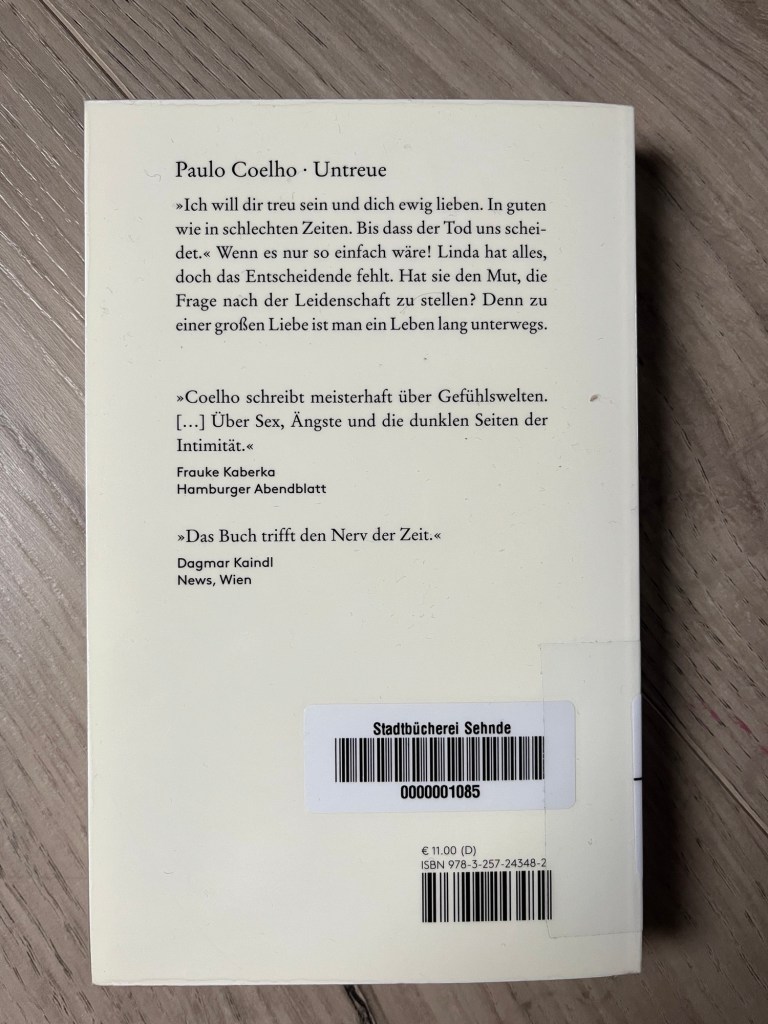 Paulo Coelho · Untreue
»Ich will dir treu sein und dich ewig lieben. In guten
wie in schlechten Zeiten. Bis dass der Tod uns schei-
det.« Wenn es nur so einfach wäre! Linda hat alles,
doch das Entscheidende fehlt. Hat sie den Mut, die
Frage nach der Leidenschaft zu stellen? Denn zu
einer großen Liebe ist man ein Leben lang unterwegs.
»Coelho schreibt meisterhaft über Gefühlswelten.
[…] Über Sex, Ängste und die dunklen Seiten der
Intimität.«
Frauke Kaberka
Hamburger Abendblatt
»Das Buch trifft den Nerv der Zeit.«
Dagmar Kaindl
News, Wien
Stadtbücherei Sehnde
0000001085
€ 11.00 (D)
ISBN 978-3-257-24348-2